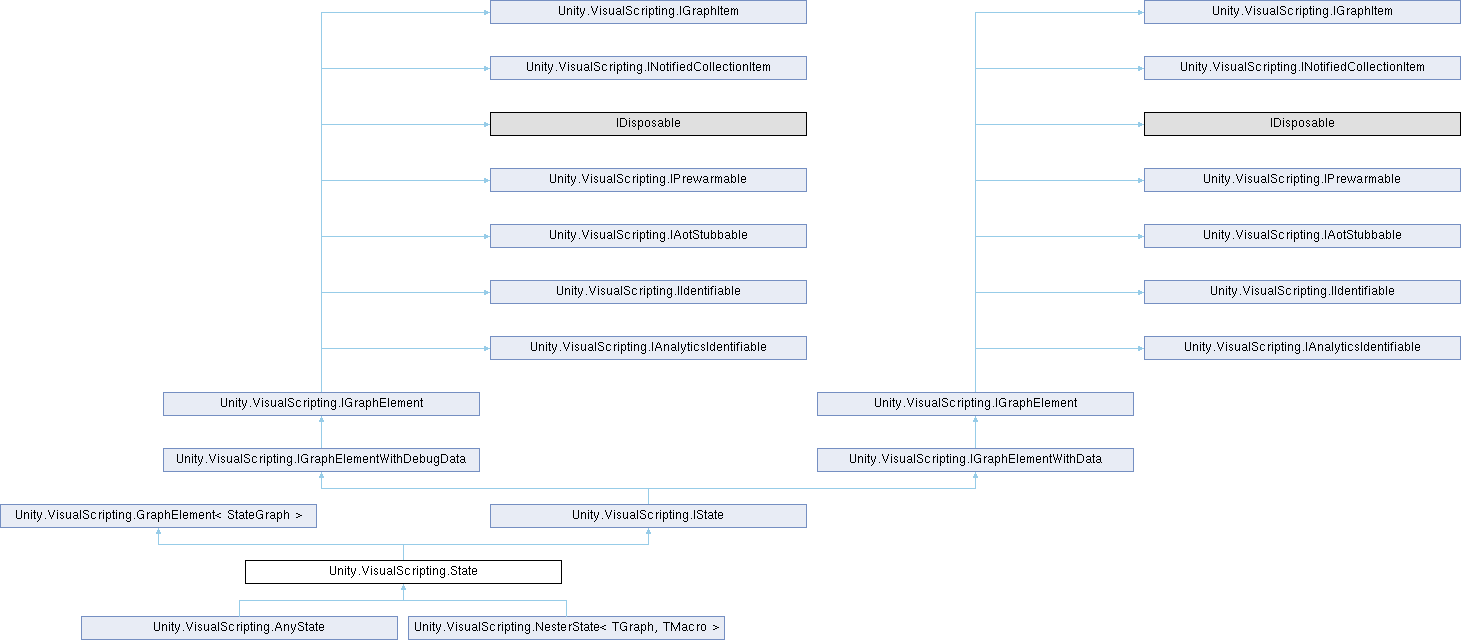 Unity.VisualScripting.IGraphItem
Unity.VisualScripting.IGraphItem
Unity.VisualScripting.INotifiedCollectionItem
Unity.VisualScripting.INotifiedCollectionItem
IDisposable
IDisposable
Unity.VisualScripting.IPrewarmable
Unity.VisualScripting.IPrewarmable
Unity.VisualScripting.IAotStubbable
Unity.VisualScripting.IAotStubbable
Unity.VisualScripting.IIdentifiable
Unity.VisualScripting.IIdentifiable
Unity.VisualScripting.IAnalyticsIdentifiable
Unity.VisualScripting.IAnalyticsIdentifiable
Unity.VisualScripting.IGraphElement
Unity.VisualScripting.IGraphElement
Unity.VisualScripting.IGraphElementWithDebugData
Unity.VisualScripting.IGraphElementWithData
Unity.VisualScripting.GraphElement< StateGraph >
Unity.VisualScripting.IState
Unity.VisualScripting.State
Unity.VisualScripting.AnyState
Unity.VisualScripting.NesterState< TGraph, TMacro >